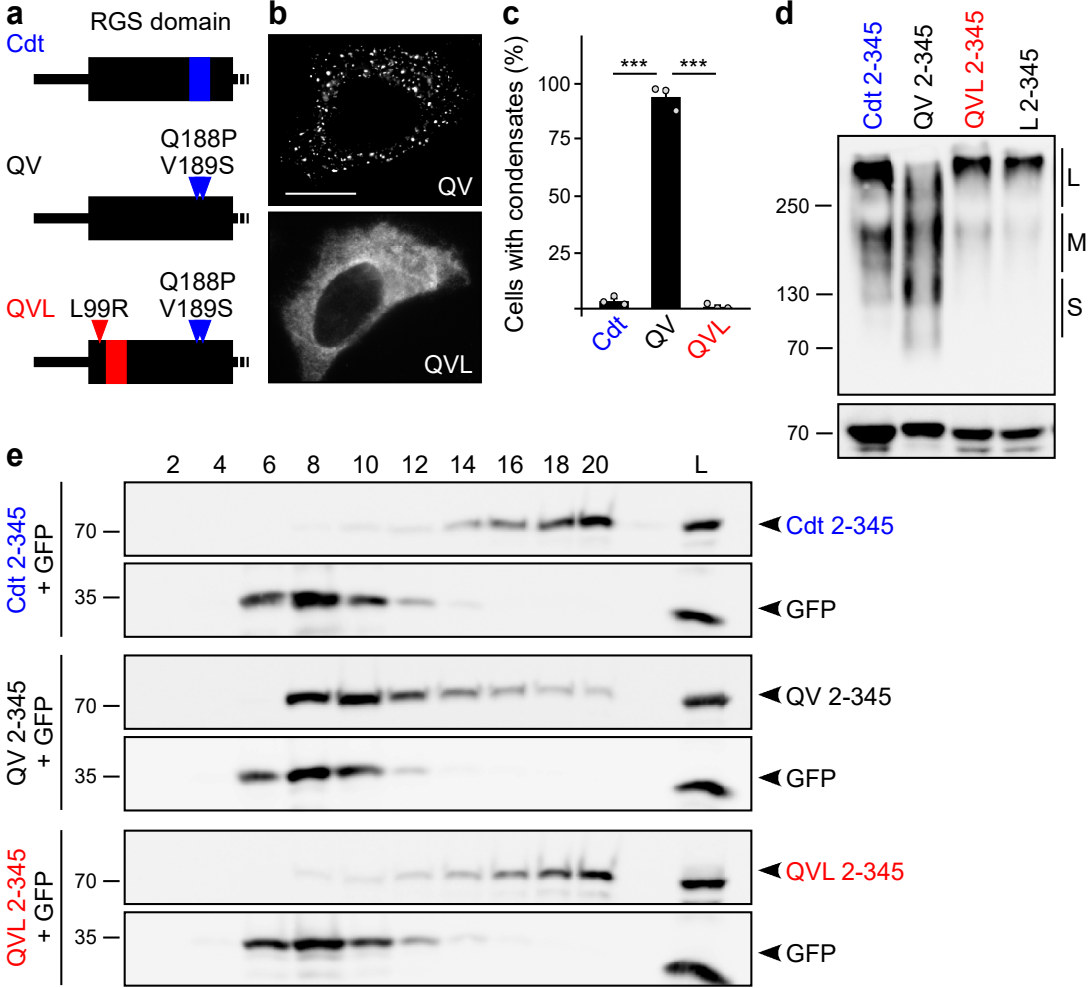 a
Cdt
RGS domain
QV
Q188P
V189S
QVL
L99R
Q188P
V189S
b
QV
QVL
c
Cells with condensates (%)
100
75
50
25
***
***
Cdt
QV
QVL
d
Cdt 2-345
QV 2-345
QVL 2-345
L 2-345
250
130
70
L
M
S
70
e
2 4 6 8 10 12 14 16 18 20 L
Cdt 2-345
+ GFP
70
Cdt 2-345
35
GFP
QV 2-345
+ GFP
70
QV 2-345
35
GFP
QVL 2-345
+ GFP
70
QVL 2-345
35
GFP